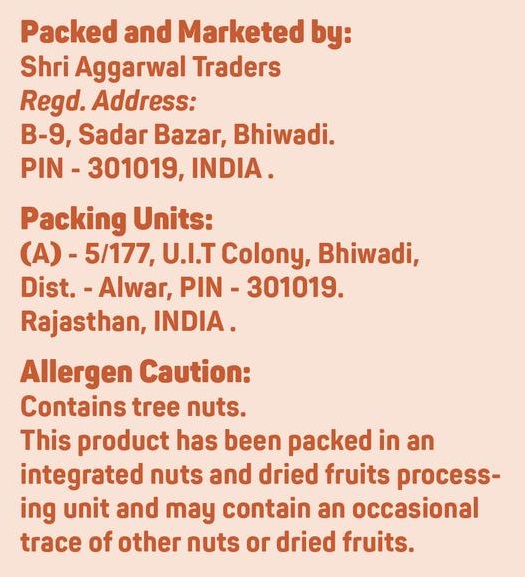 Packed and Marketed by:
Shri Aggarwal Traders
Regd. Address:
B-9, Sadar Bazar, Bhiwadi.
PIN - 301019, INDIA .
Packing Units:
(A) - 5/177, U.I.T Colony, Bhiwadi,
Dist. - Alwar, PIN - 301019.
Rajasthan, INDIA .
Allergen Caution:
Contains tree nuts.
This product has been packed in an
integrated nuts and dried fruits process-
ing unit and may contain an occasional
trace of other nuts or dried fruits.